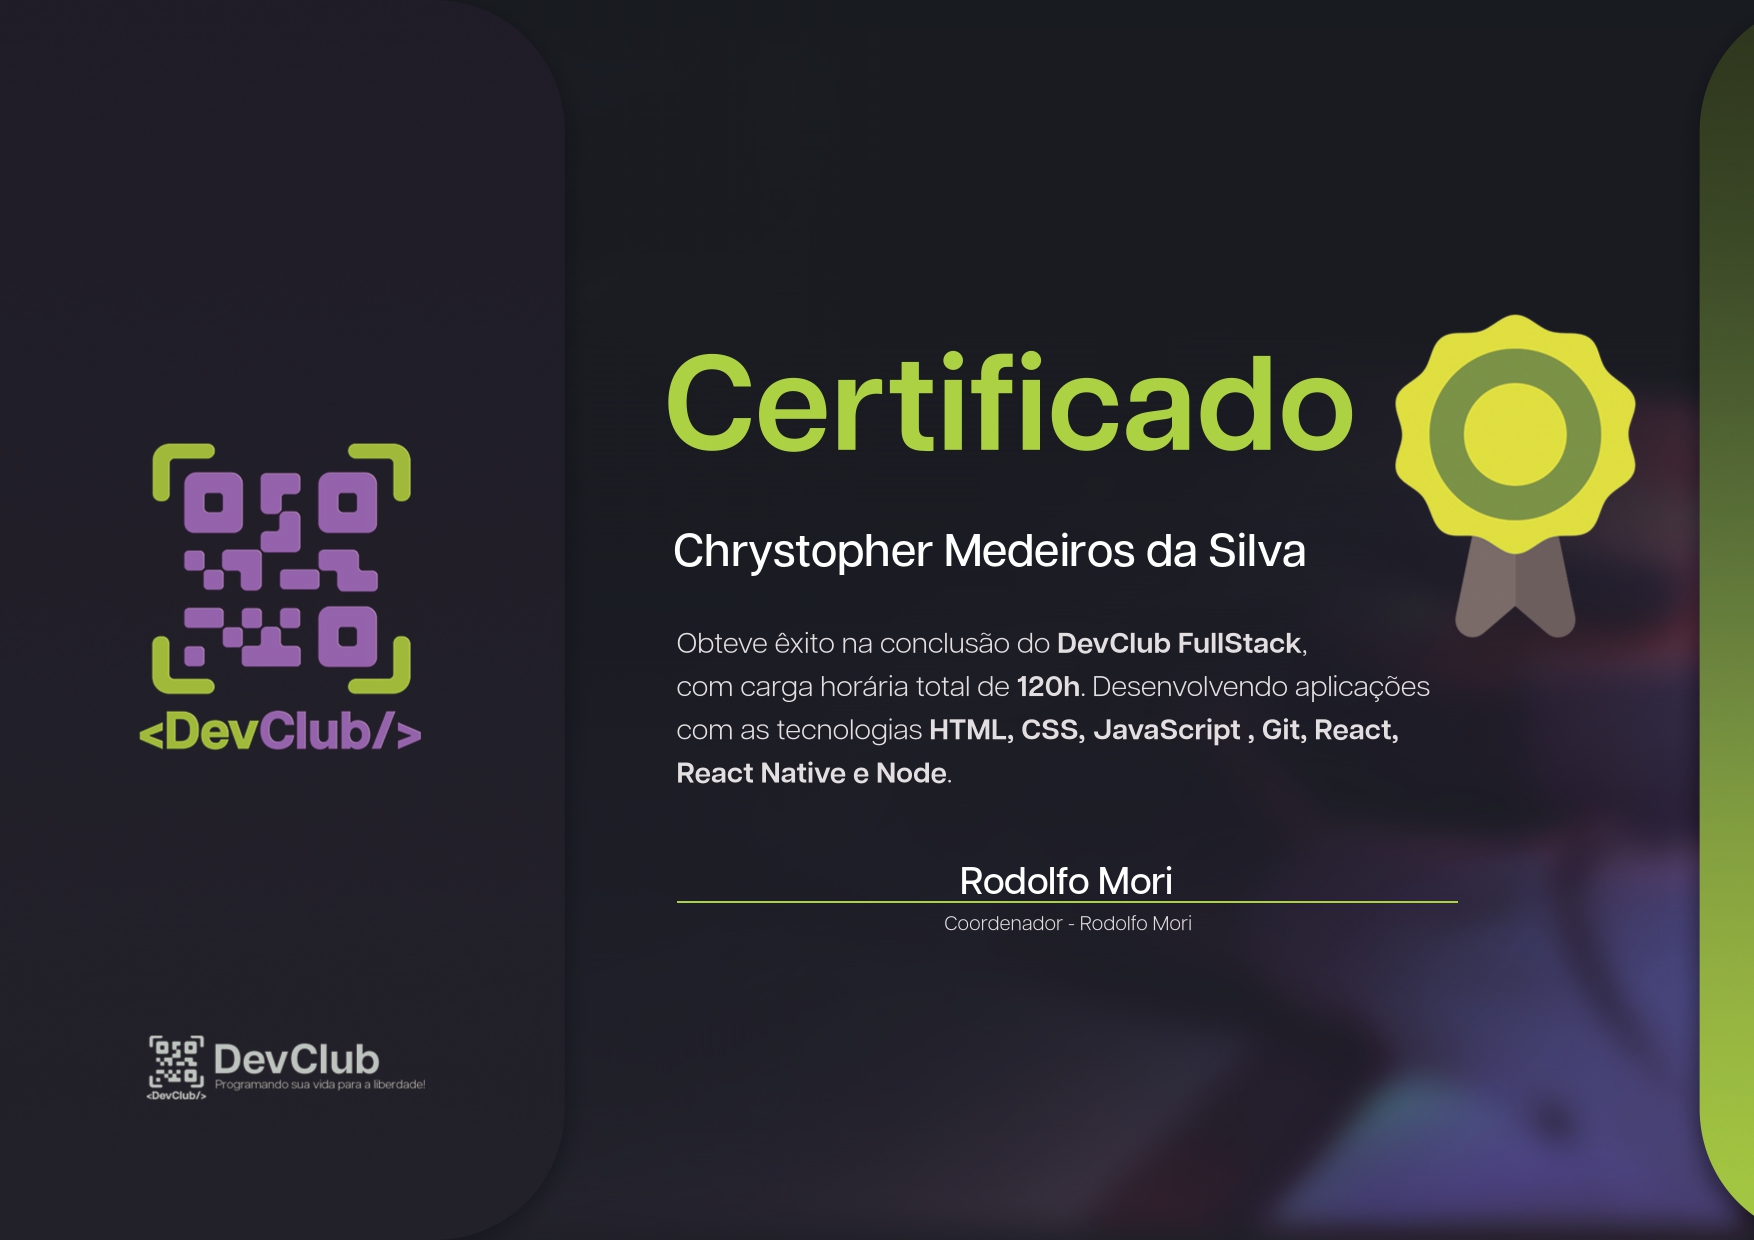 Certificado
Chrystopher Medeiros da Silva
Obteve êxito na conclusão do DevClub FullStack,
com carga horária total de 120h. Desenvolvendo aplicações
com as tecnologias HTML, CSS, JavaScript , Git, React,
React Native e Node.
Rodolfo Mori
Coordenador - Rodolfo Mori
<DevClub/>
DevClub
Programando sua vida para a liberdade!
<DevClub/>